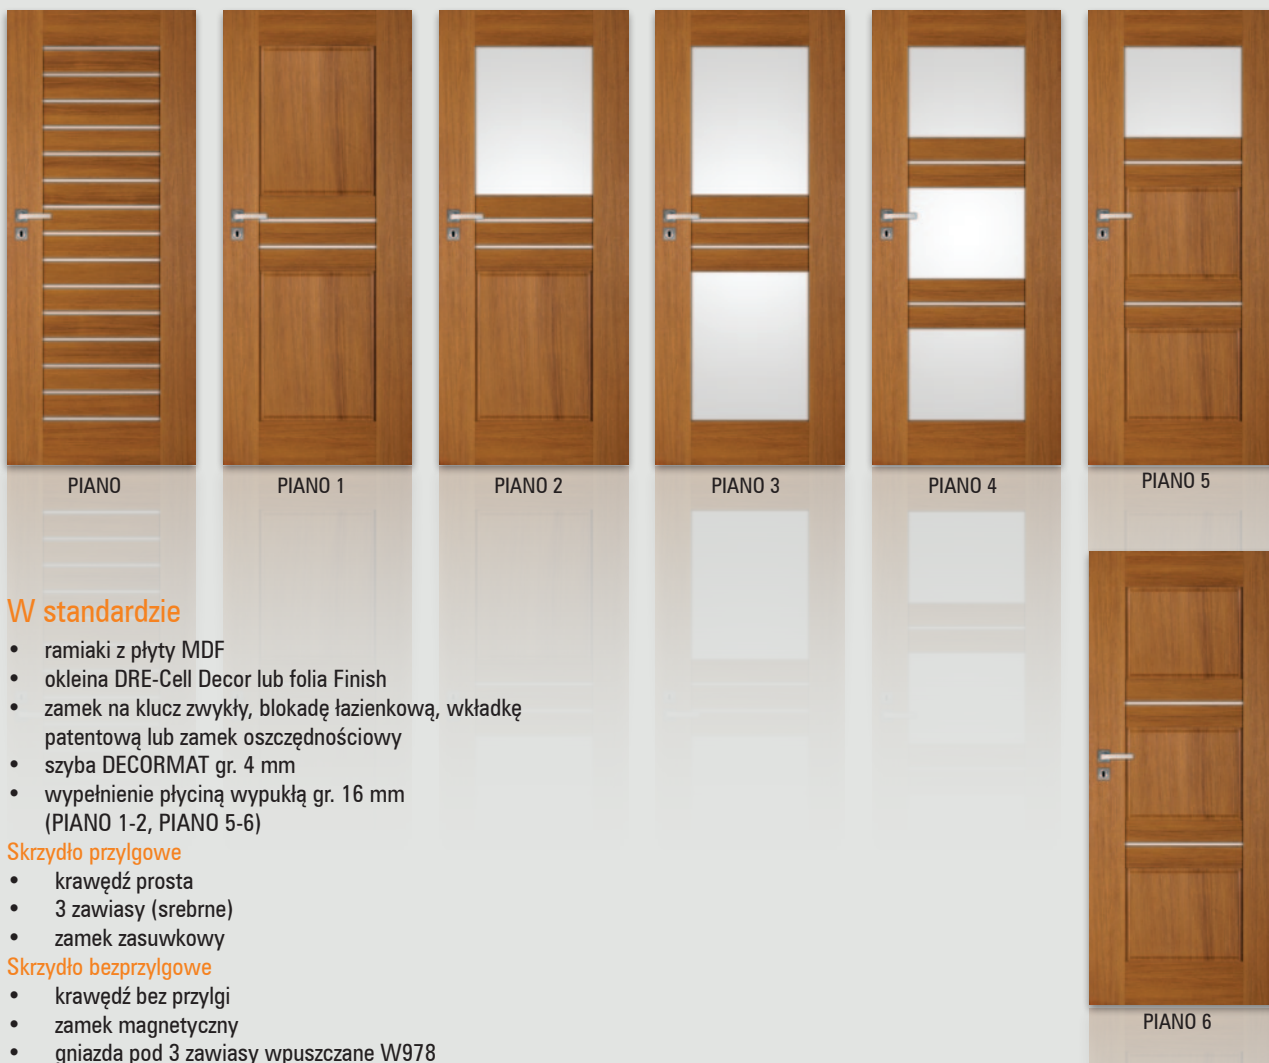 PIANO
PIANO 1
PIANO 2
PIANO 3
PIANO 4
PIANO 5
W standardzie
• ramiaki z płyty MDF
• okleina DRE-Cell Decor lub folia Finish
• zamek na klucz zwykły, blokadę łazienkową, wkładkę
patentową lub zamek oszczędnościowy
• szyba DECORMAT gr. 4 mm
• wypełnienie płyciną wypukłą gr. 16 mm
(PIANO 1-2, PIANO 5-6)
Skrzydło przylgowe
• krawędź prosta
• 3 zawiasy (srebrne)
• zamek zasuwkowy
Skrzydło bezprzylgowe
• krawędź bez przylgi
• zamek magnetyczny
• gniazda pod 3 zawiasy wpuszczane W978
PIANO 6